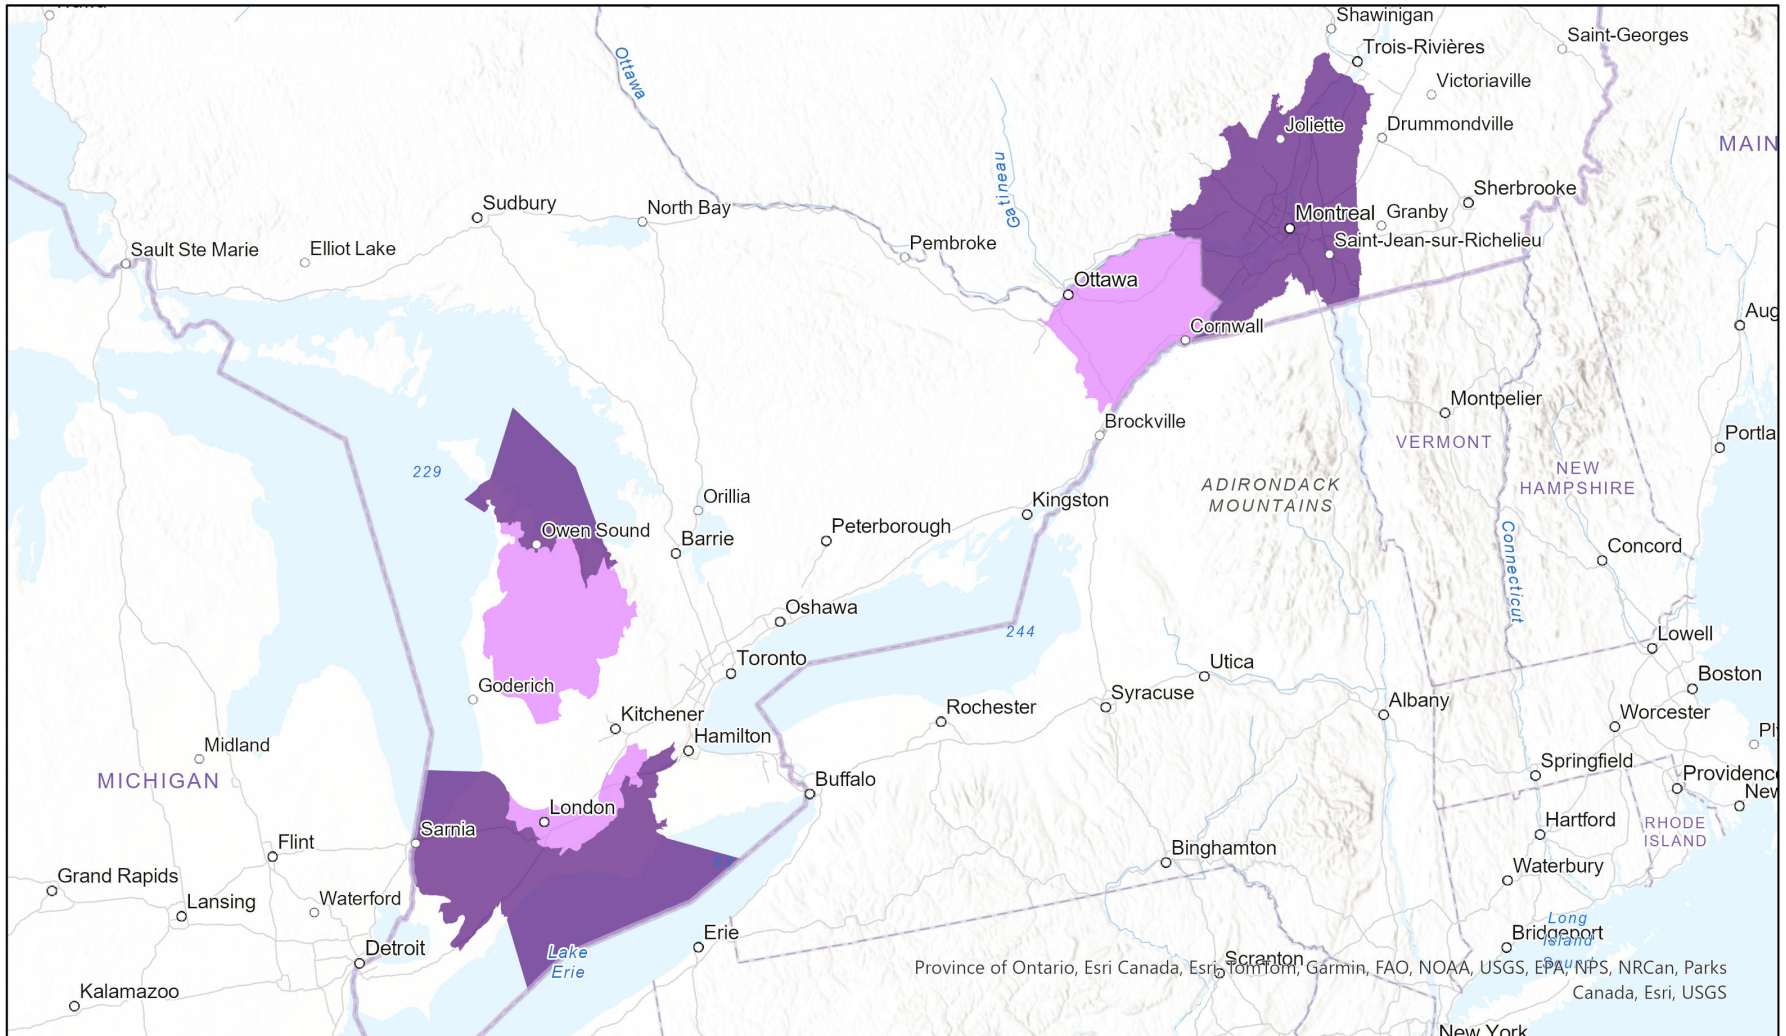 Shawinigan
Saint-Georges
Trois-Rivières
Ottawa
Victoriaville
Joliette
Drummondville
MAIN
Gatineau
Sherbrooke
Sudbury
North Bay
Montreal
Granby
Saint-Jean-sur-Richelieu
Sault Ste Marie
Elliot Lake
Pembroke
Ottawa
Aug
Cornwall
Montpelier
Brockville
VERMONT
Portla
229
NEW
HAMPSHIRE
ADIRONDACK
MOUNTAINS
Orillia
Kingston
Owen Sound
Barrie
Peterborough
Concord
Connecticut
Oshawa
244
Lowell
Toronto
Utica
Boston
Goderich
Syracuse
Albany
Rochester
Kitchener
Worcester
Hamilton
Midland
Pl
MICHIGAN
Springfield
Buffalo
Providence
New
London
Sarnia
Hartford
RHODE
ISLAND
Flint
Binghamton
Grand Rapids
Waterbury
Lansing
Waterford
Long
Island
Sound
Bridgeport
Erie
Detroit
Lake
Erie
Scranton
Province of Ontario, Esri Canada, Esri, TomTom, Garmin, FAO, NOAA, USGS, EPA, NPS, NRCan, Parks
Canada, Esri, USGS
Kalamazoo
New York